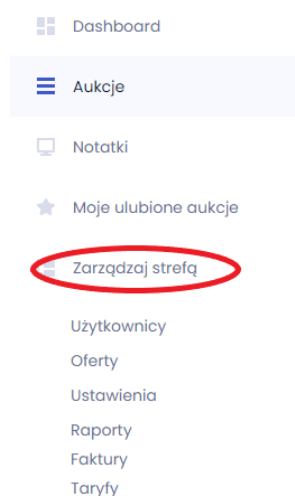 Dashboard
Aukcje
Notatki
Moje ulubione aukcje
Zarządzaj strefą
Użytkownicy
Oferty
Ustawienia
Raporty
Faktury
Taryfy